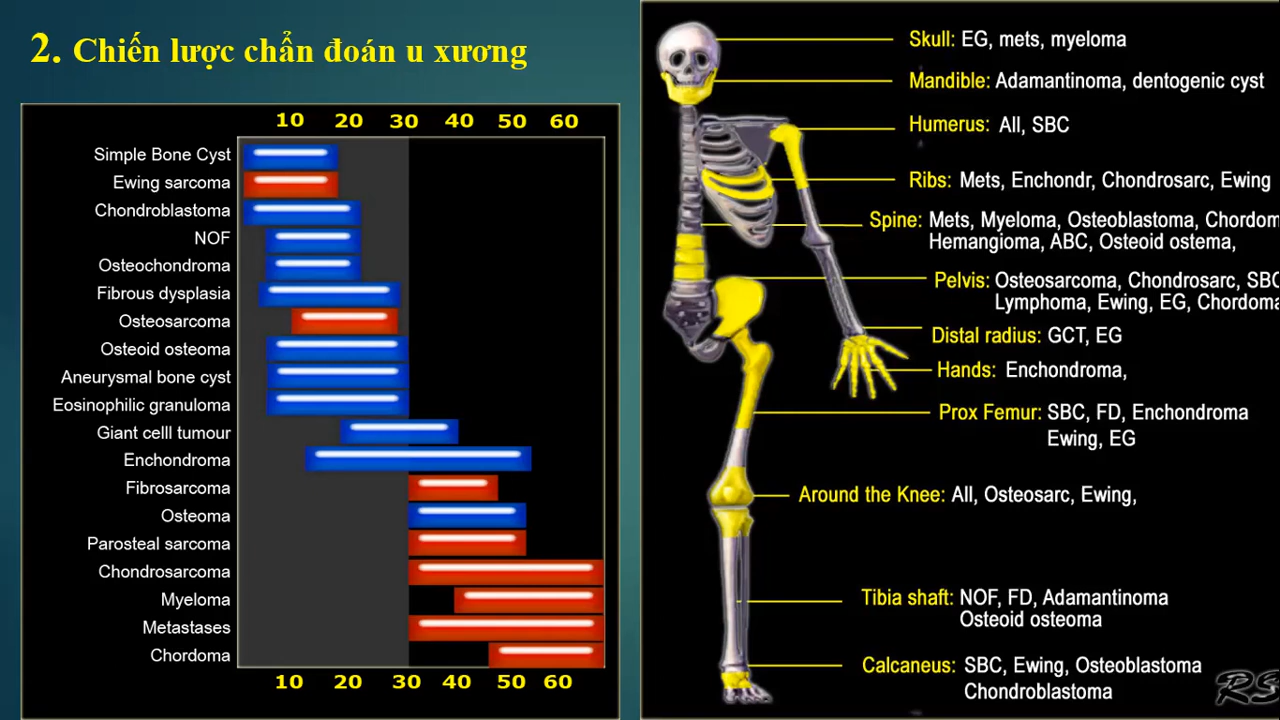 2. Chiến lược chẩn đoán u xương
10 20 30 40 50 60
Simple Bone Cyst
Ewing sarcoma
Chondroblastoma
NOF
Osteochondroma
Fibrous dysplasia
Osteosarcoma
Osteoid osteoma
Aneurysmal bone cyst
Eosinophilic granuloma
Giant celll tumour
Enchondroma
Fibrosarcoma
Osteoma
Parosteal sarcoma
Chondrosarcoma
Myeloma
Metastases
Chordoma
10 20 30 40 50 60
Skull: EG, mets, myeloma
Mandible: Adamantinoma, dentogenic cyst
Humerus: All, SBC
Ribs: Mets, Enchondr, Chondrosarc, Ewing
Spine: Mets, Myeloma, Osteoblastoma, Chordom
Hemangioma, ABC, Osteoid ostema,
Pelvis: Osteosarcoma, Chondrosarc, SBC
Lymphoma, Ewing, EG, Chordoma
Distal radius: GCT, EG
Hands: Enchondroma,
Prox Femur: SBC, FD, Enchondroma
Ewing, EG
Around the Knee: All, Osteosarc, Ewing,
Tibia shaft: NOF, FD, Adamantinoma
Osteoid osteoma
Calcaneus: SBC, Ewing, Osteoblastoma
Chondroblastoma
RS